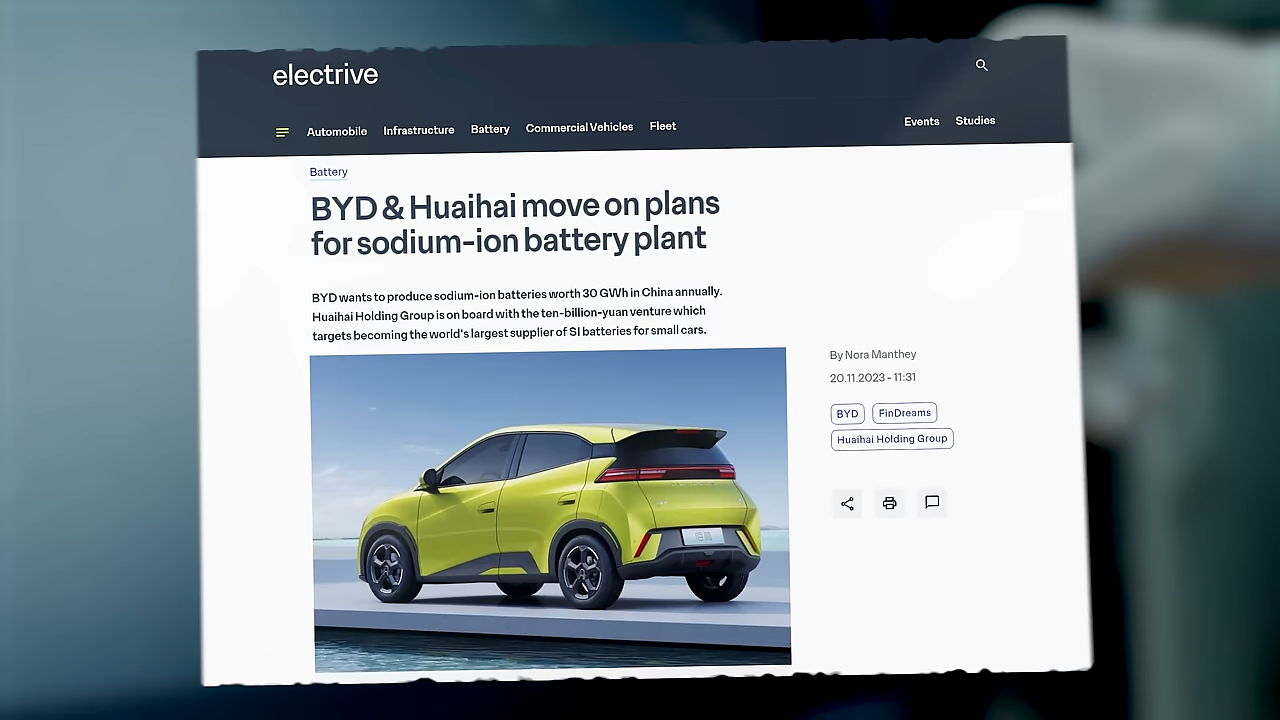 electrive
Automobile Infrastructure Battery Commercial Vehicles Fleet
Events Studies
Battery
BYD & Huaihai move on plans
for sodium-ion battery plant
BYD wants to produce sodium-ion batteries worth 30 GWh in China annually.
Huaihai Holding Group is on board with the ten-billion-yuan venture which
targets becoming the world's largest supplier of SI batteries for small cars.
By Nora Manthey
20.11.2023 - 11:31
BYD FinDreams
Huaihai Holding Group